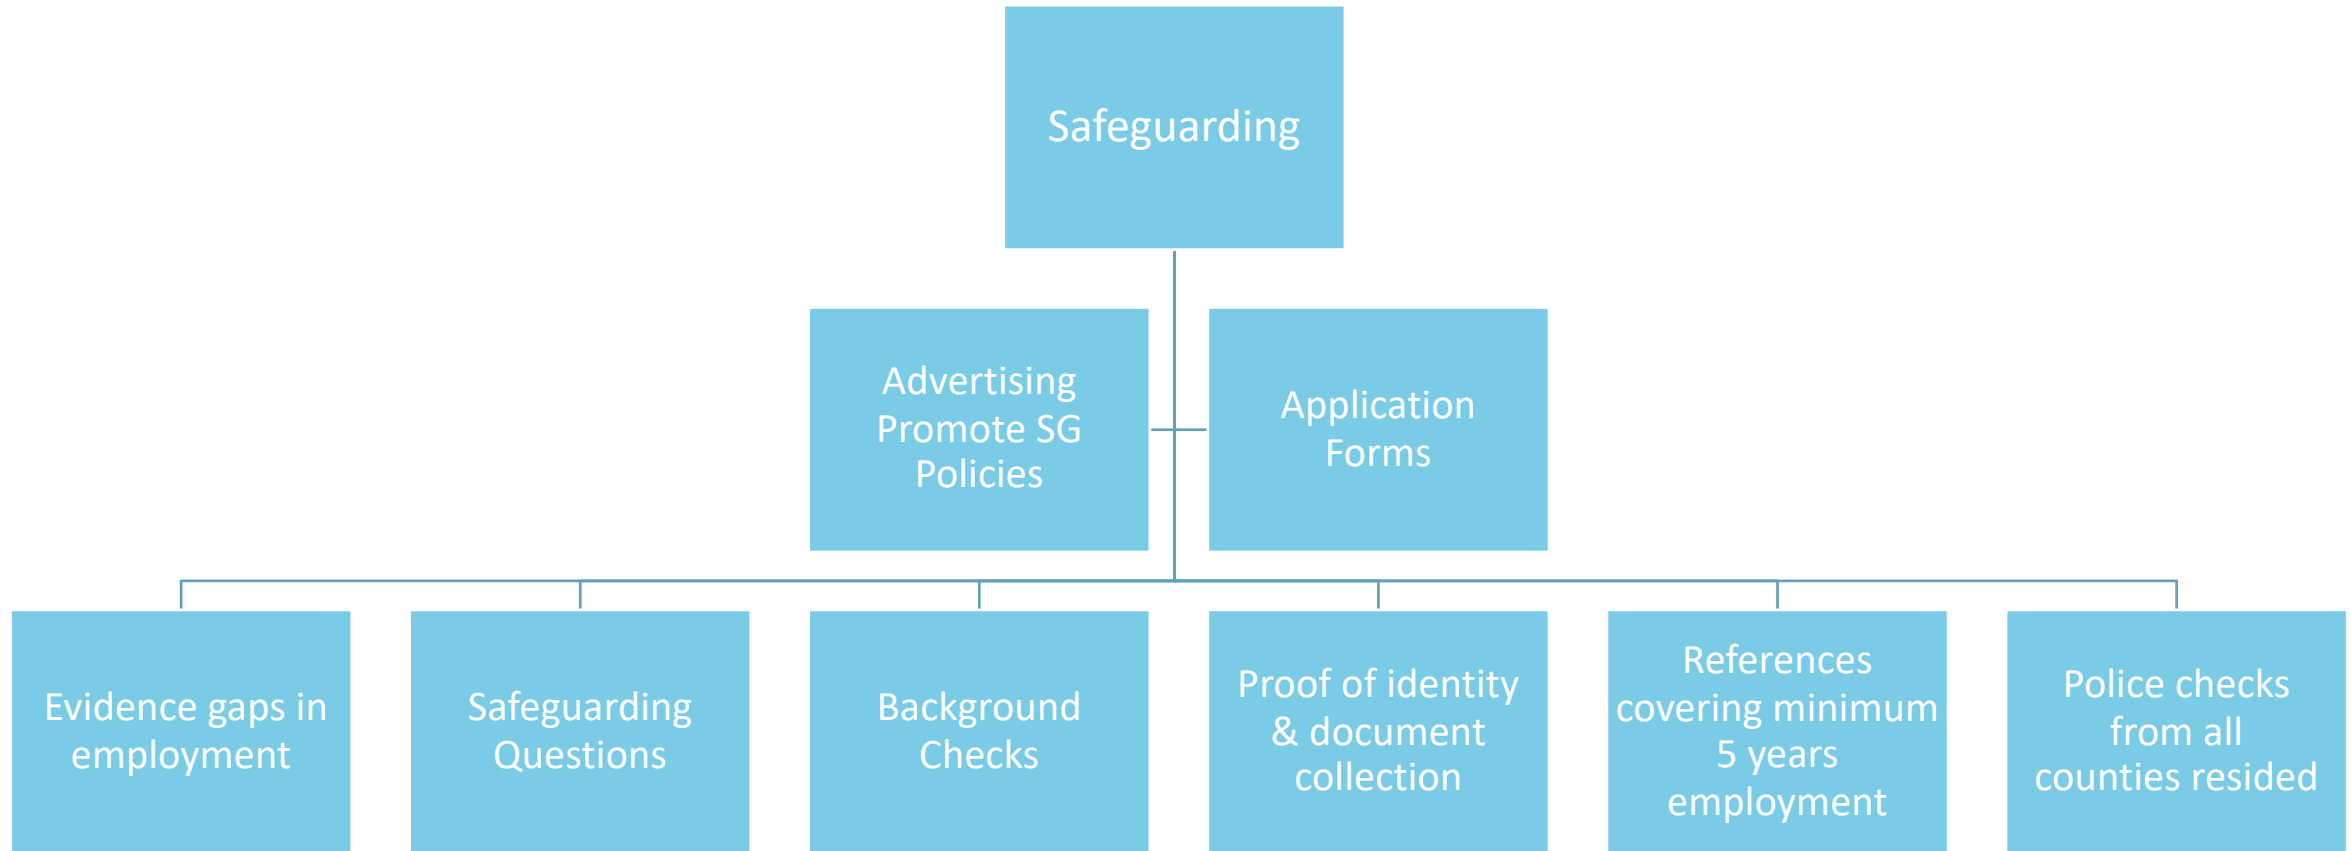 Safeguarding
Advertising
Promote SG
Policies
Application
Forms
Evidence gaps in
employment
Safeguarding
Questions
Background
Checks
Proof of identity
& document
collection
References
covering minimum
5 years
employment
Police checks
from all
counties resided